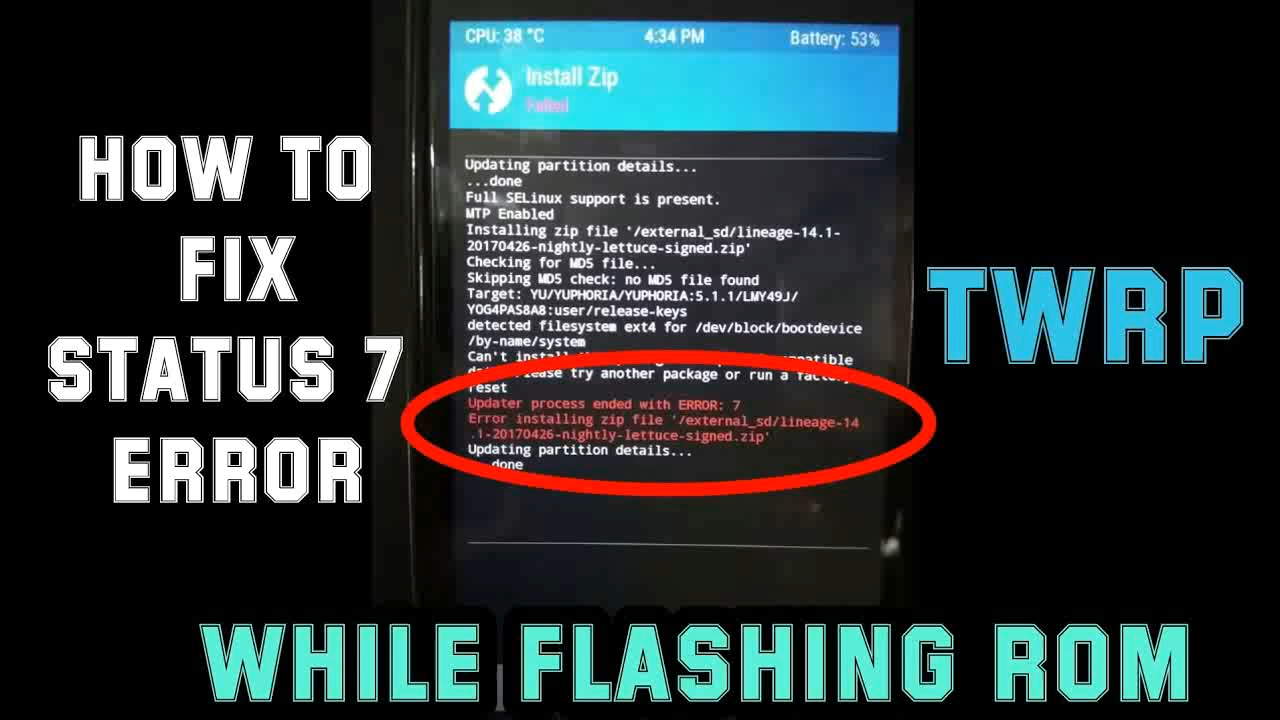 CPU: 38 °C 4:34 PM Battery: 53%
Install Zip
Failed
HOW TO
FIX
STATUS 7
ERROR
Updating partition details...
...done
Full SELinux support is present.
MTP Enabled
Installing zip file '/external_sd/lineage-14.1-
20170426-nightly-lettuce-signed.zip'
Checking for MD5 file...
Skipping MD5 check: no MD5 file found
Target: YU/YUPHORIA/YUPHORIA:5.1.1/LMY49J/
YOG4PAS8A8:user/release-keys
detected filesystem ext4 for /dev/block/bootdevice
/by-name/system
Can't install
please try another package or run a factory
reset
Updater process ended with ERROR: 7
Error installing zip file '/external_sd/lineage-14
.1-20170426-nightly-lettuce-signed.zip'
Updating partition details...
...done
TWRP
WHILE FLASHING ROM